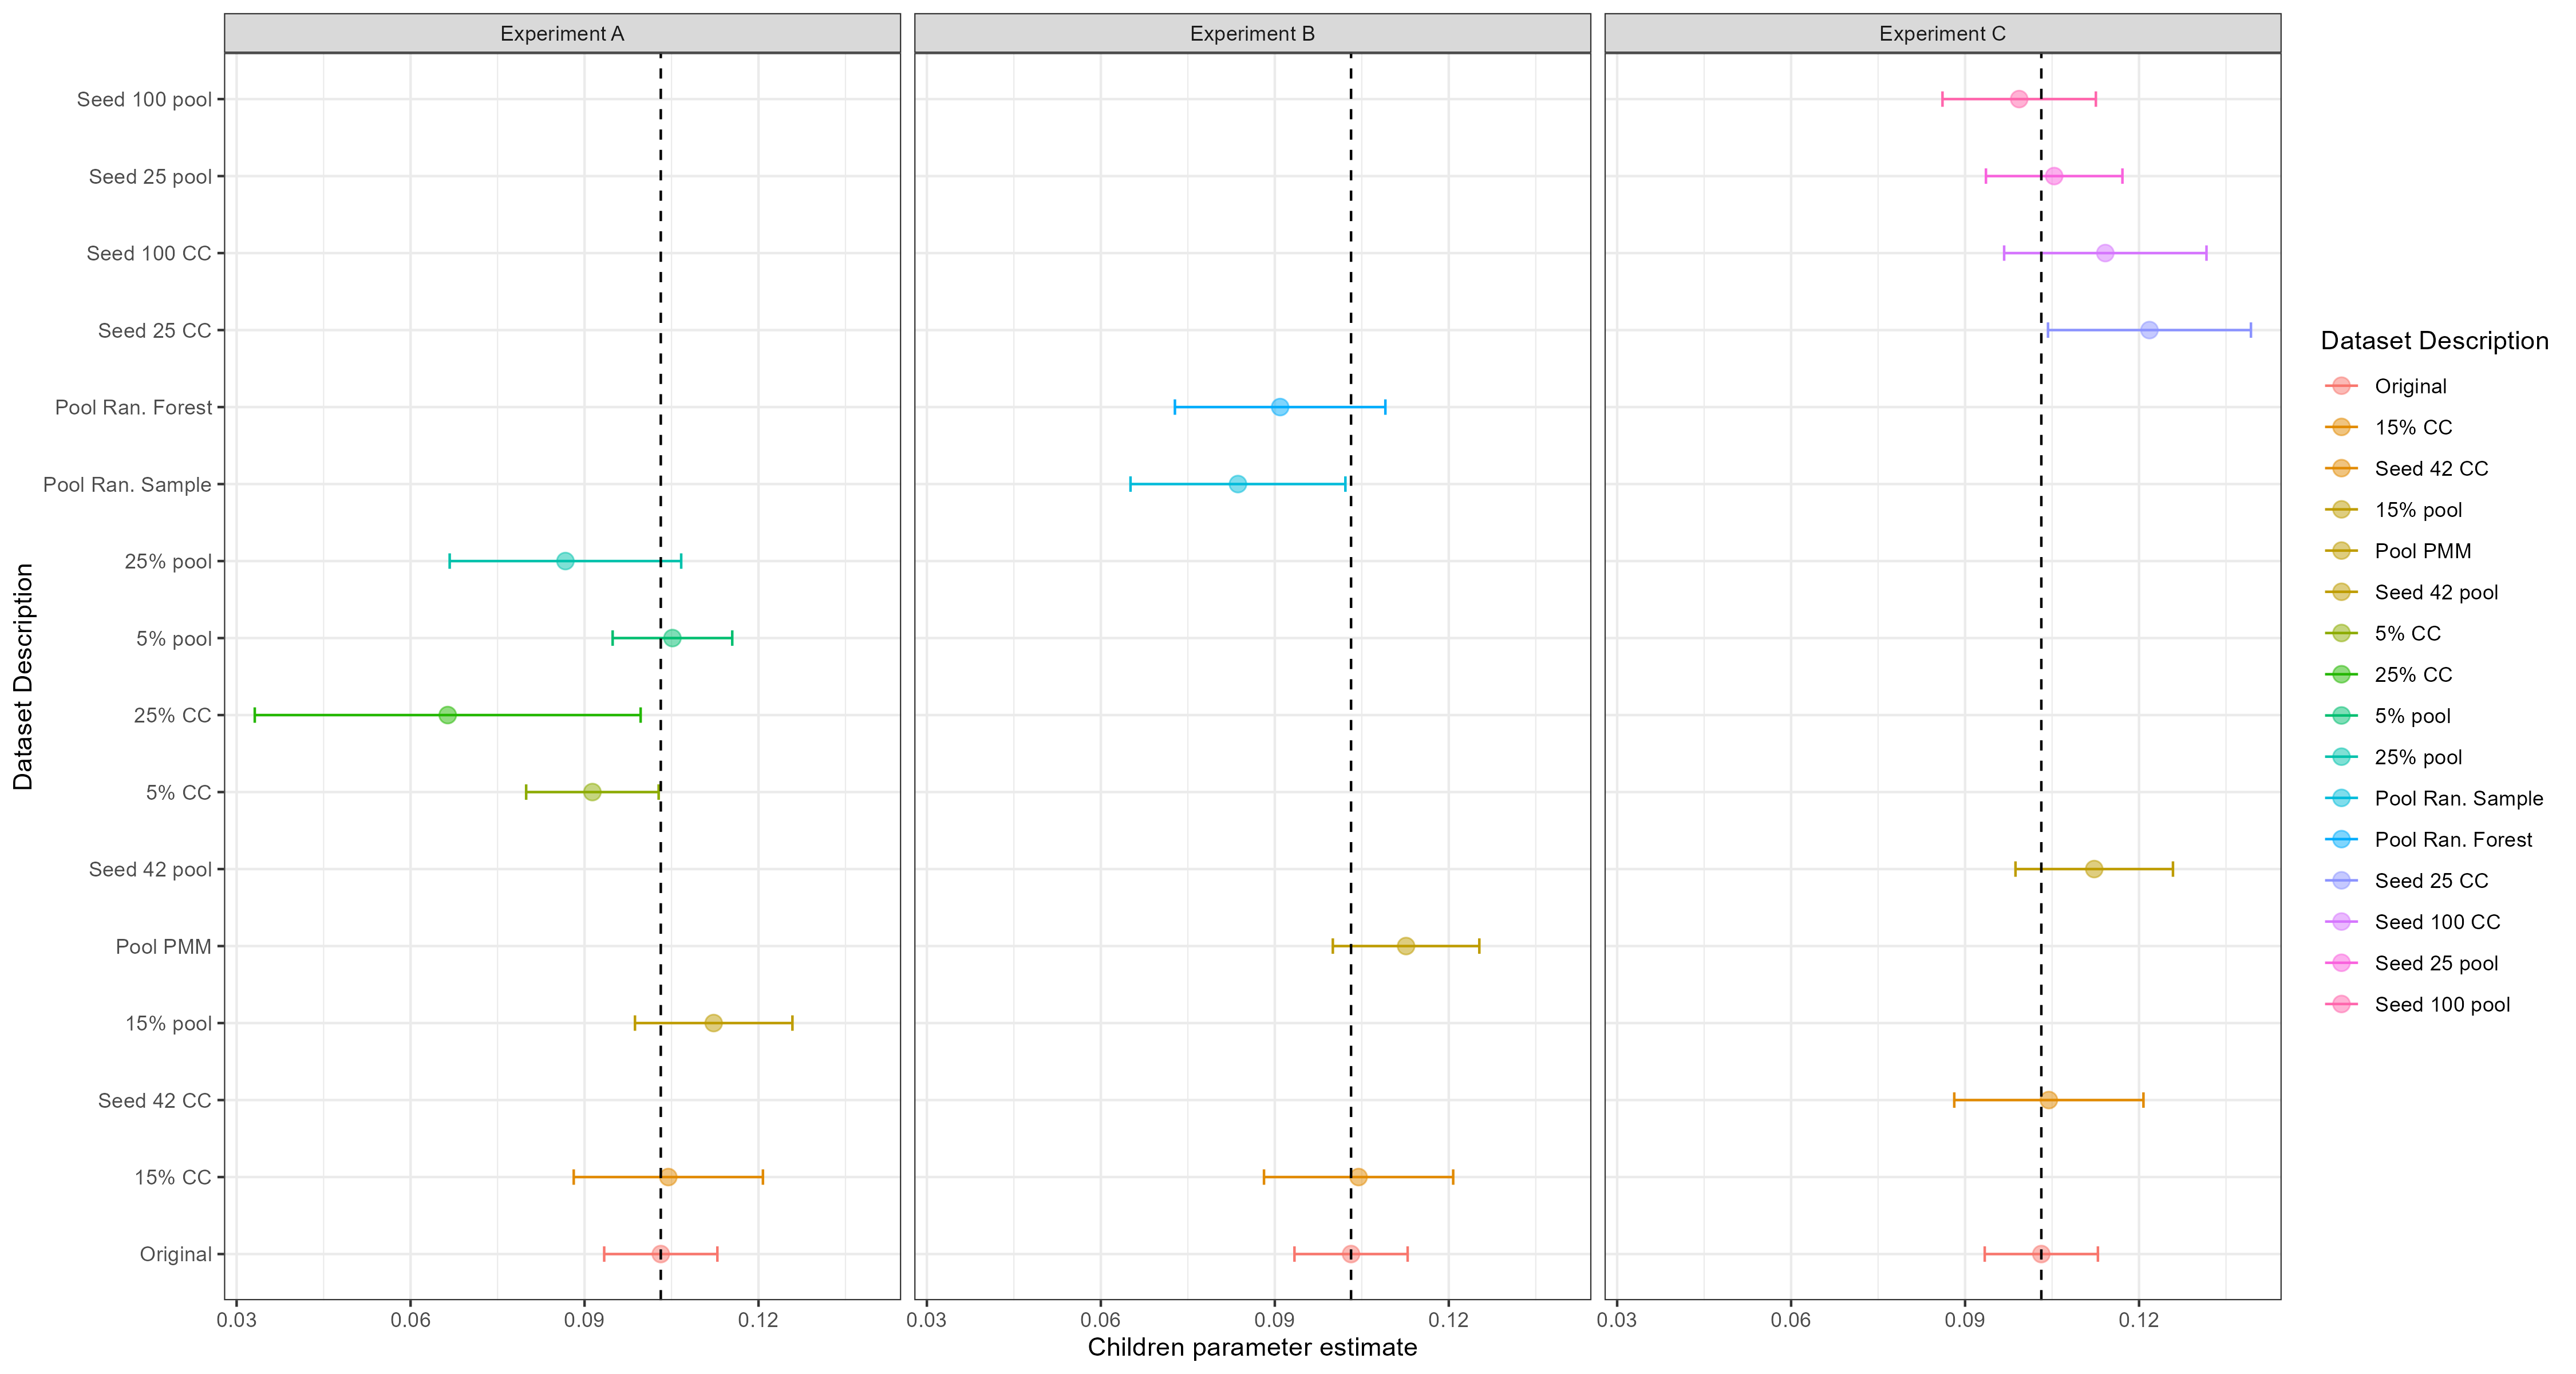 Experiment A
Experiment B
Experiment C
Dataset Description
Seed 100 pool
Seed 25 pool
Seed 100 CC
Seed 25 CC
Pool Ran. Forest
Pool Ran. Sample
25% pool
5% pool
25% CC
5% CC
Seed 42 pool
Pool PMM
15% pool
Seed 42 CC
15% CC
Original
0.03 0.06 0.09 0.12
0.03 0.06 0.09 0.12
0.03 0.06 0.09 0.12
Children parameter estimate
Dataset Description
Original
15% CC
Seed 42 CC
15% pool
Pool PMM
Seed 42 pool
5% CC
25% CC
5% pool
25% pool
Pool Ran. Sample
Pool Ran. Forest
Seed 25 CC
Seed 100 CC
Seed 25 pool
Seed 100 pool